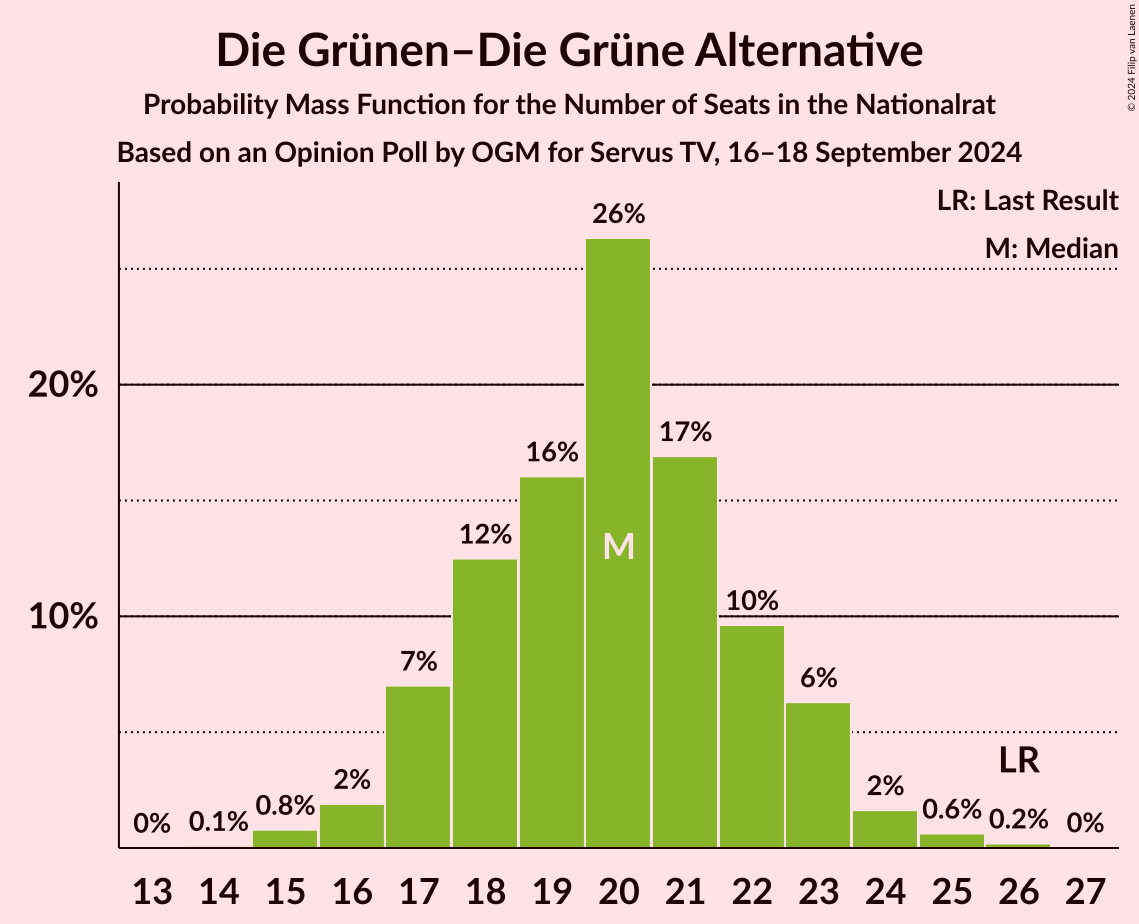 Die Grünen–Die Grüne Alternative
Probability Mass Function for the Number of Seats in the Nationalrat
Based on an Opinion Poll by OGM for Servus TV, 16–18 September 2024
© 2024 Filip van Laenen
LR: Last Result
M: Median
20%
10%
0%
0.1%
0.8%
2%
7%
12%
16%
26%
17%
10%
6%
2%
0.6%
0.2%
0%
M
LR
13 14 15 16 17 18 19 20 21 22 23 24 25 26 27